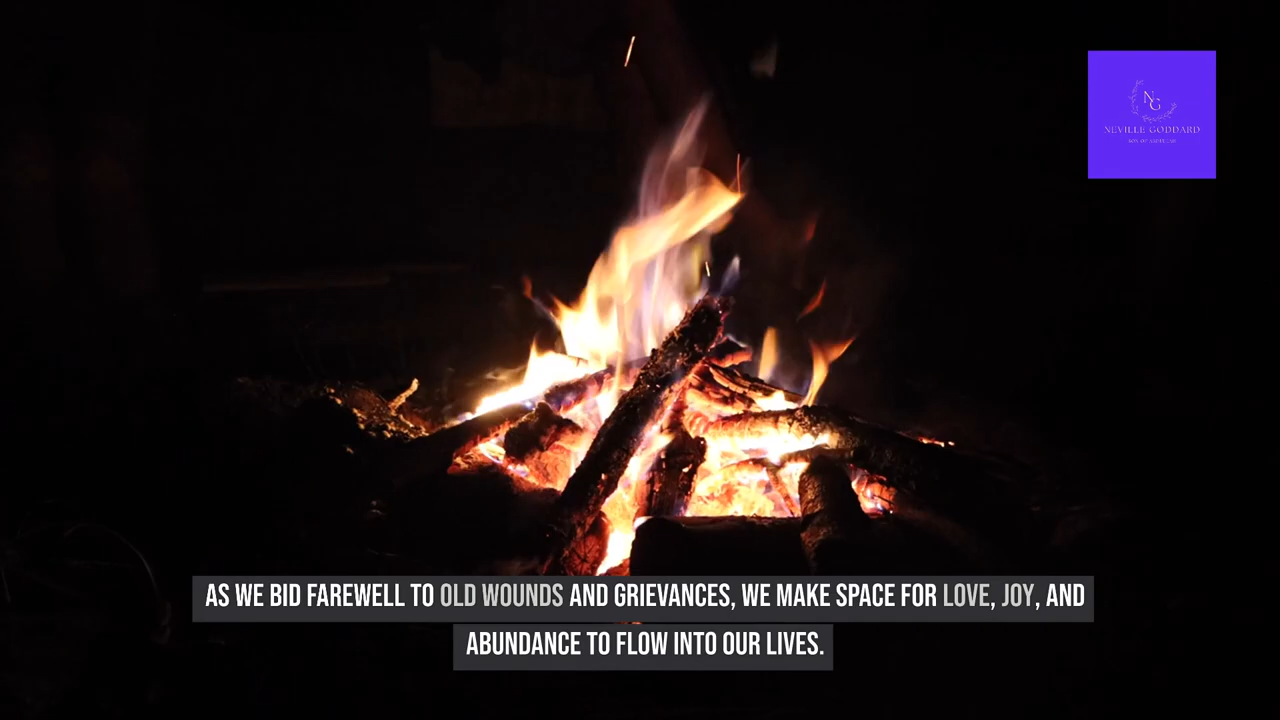 NG
NEVILLE GODDARD
AS WE BID FAREWELL TO OLD WOUNDS AND GRIEVANCES, WE MAKE SPACE FOR LOVE, JOY, AND
ABUNDANCE TO FLOW INTO OUR LIVES.